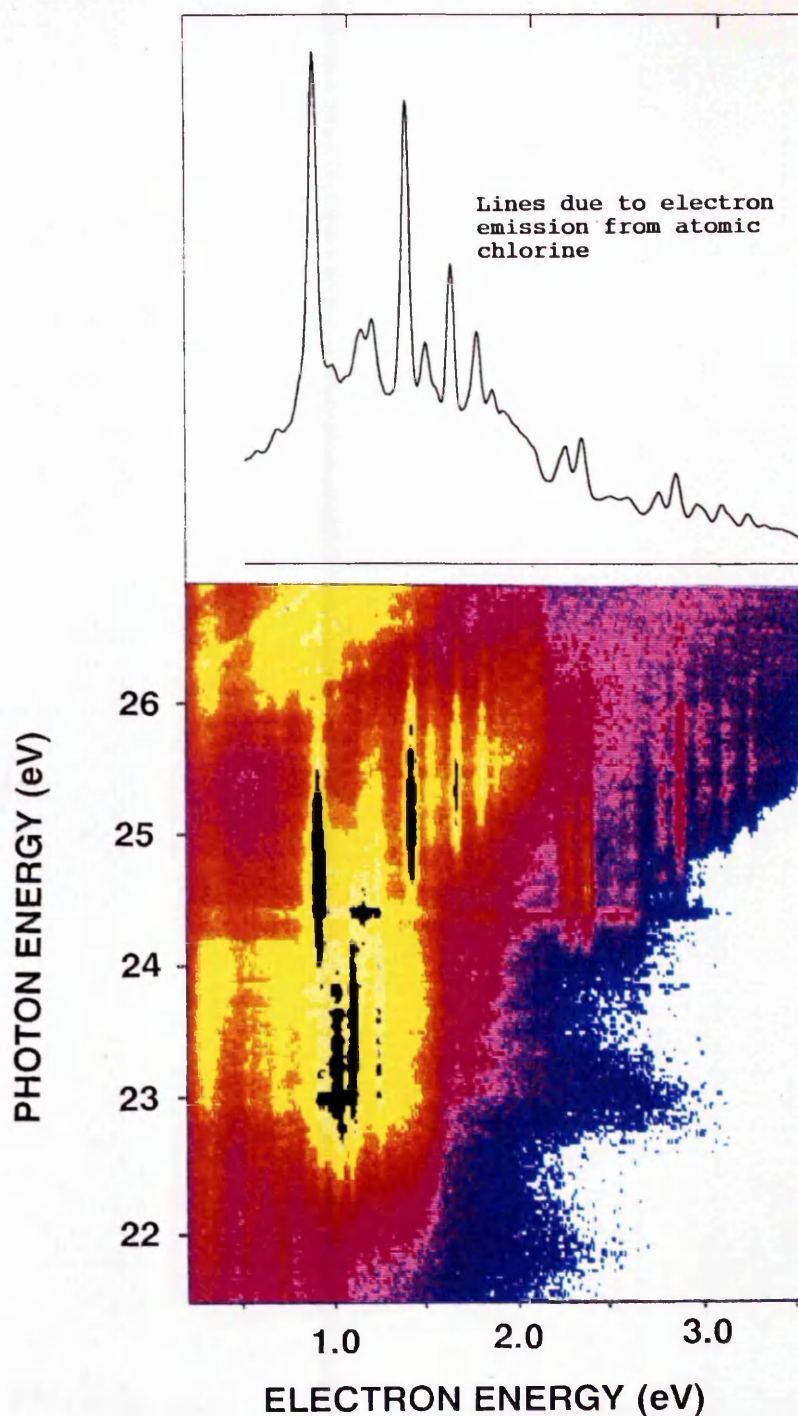 Lines due to electron
emission from atomic
chlorine
PHOTON ENERGY (eV)
26
25
24
23
22
1.0 2.0 3.0
ELECTRON ENERGY (eV)